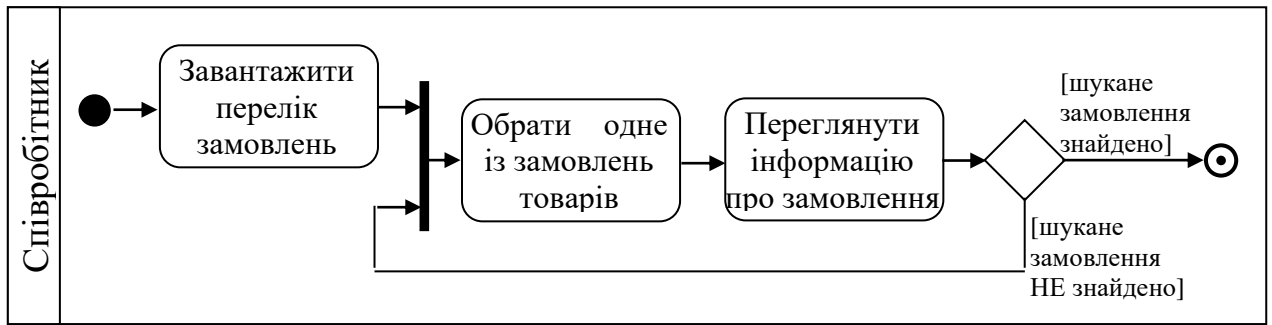 Співробітник
Завантажити
перелік
замовлень
Обрати одне
із замовлень
товарів
Переглянути
інформацію
про замовлення
[шукане
замовлення
знайдено]
[шукане
замовлення
НЕ знайдено]